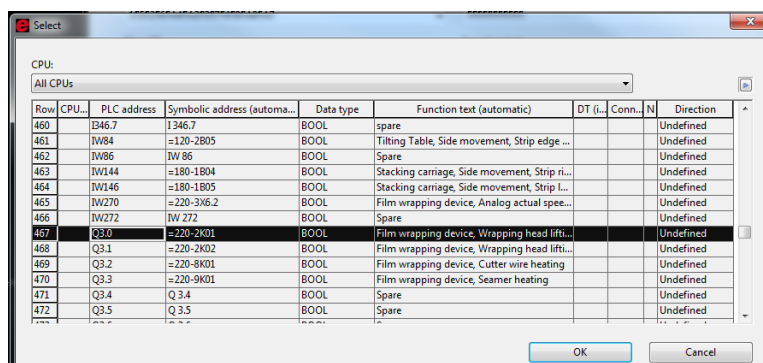 Select
CPU:
All CPUs
Row CPU... PLC address Symbolic address (automa... Data type Function text (automatic) DT (i... Conn... N Direction
460 I346.7 I 346.7 BOOL spare Undefined
461 IW84 =120-2B05 BOOL Tilting Table, Side movement, Strip edge ... Undefined
462 IW86 IW 86 BOOL Spare Undefined
463 IW144 =180-1B04 BOOL Stacking carriage, Side movement, Strip ri... Undefined
464 IW146 =180-1B05 BOOL Stacking carriage, Side movement, Strip l... Undefined
465 IW270 =220-3X6.2 BOOL Film wrapping device, Analog actual spee... Undefined
466 IW272 IW 272 BOOL Spare Undefined
467 Q3.0 =220-2K01 BOOL Film wrapping device, Wrapping head lifti... Undefined
468 Q3.1 =220-2K02 BOOL Film wrapping device, Wrapping head lifti... Undefined
469 Q3.2 =220-8K01 BOOL Film wrapping device, Cutter wire heating Undefined
470 Q3.3 =220-9K01 BOOL Film wrapping device, Seamer heating Undefined
471 Q3.4 Q 3.4 BOOL Spare Undefined
472 Q3.5 Q 3.5 BOOL Spare Undefined
OK Cancel